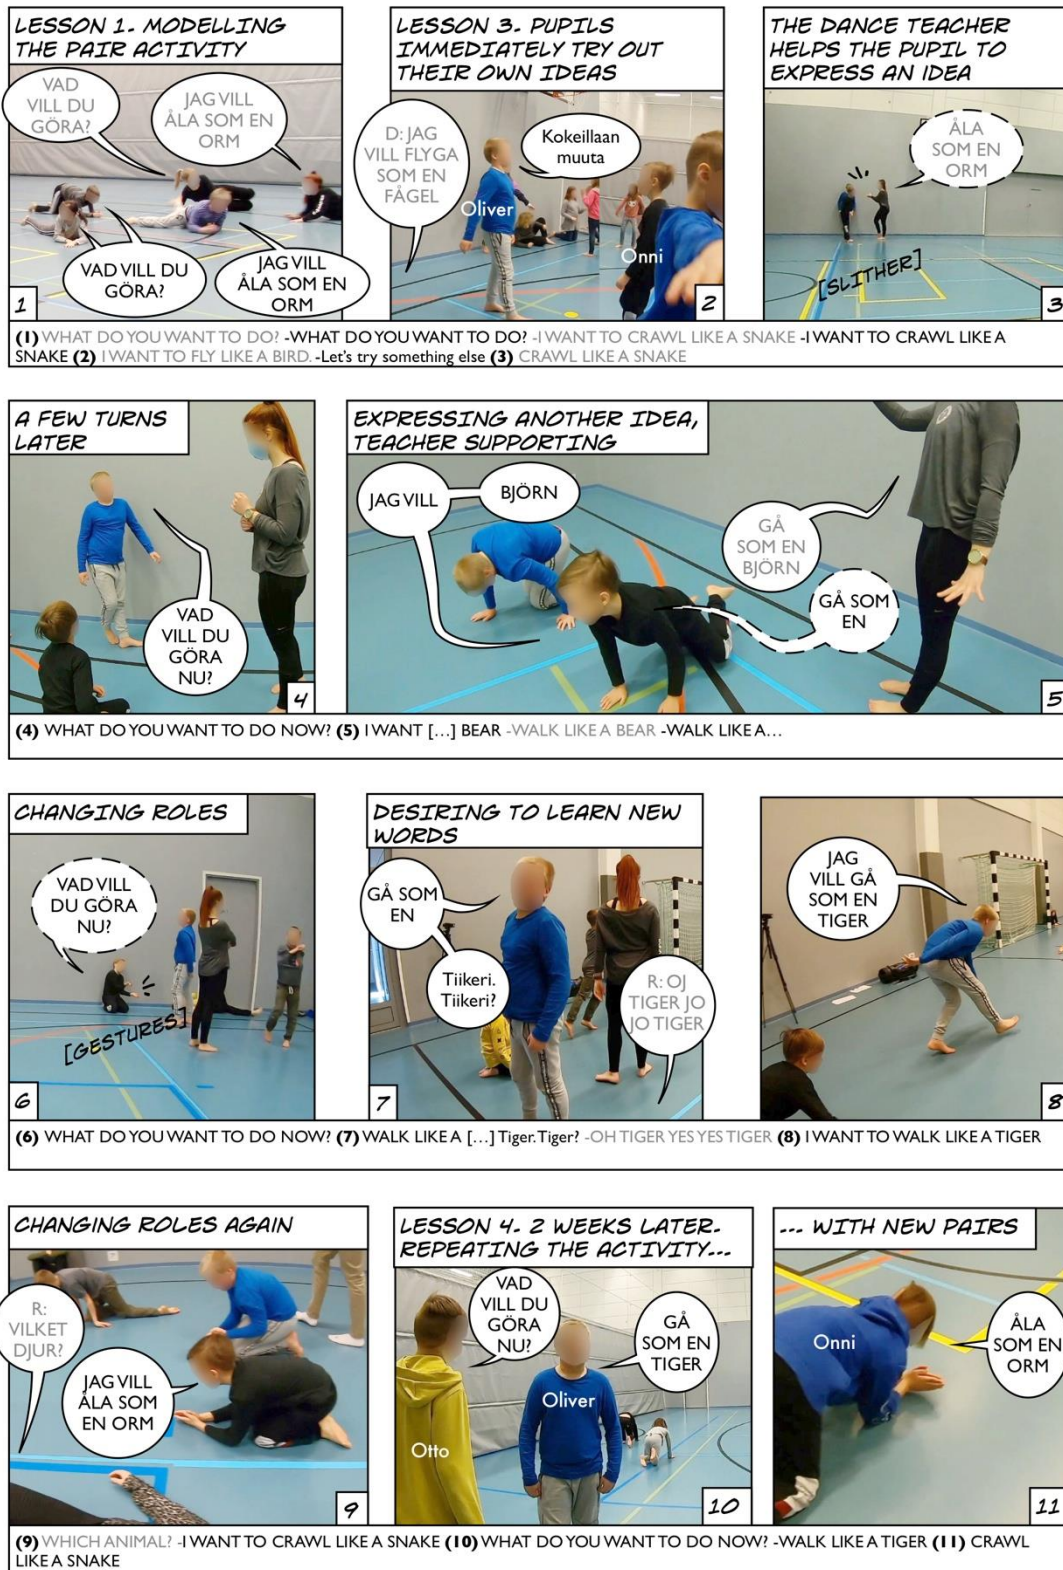 LESSON 1. MODELLING
THE PAIR ACTIVITY
VAD
VILL DU
GÖRA?
JAG VILL
ÅLA SOM EN
ORM
VAD VILL DU
GÖRA?
JAG VILL
ÅLA SOM EN
ORM
1
LESSON 3. PUPILS
IMMEDIATELY TRY OUT
THEIR OWN IDEAS
D: JAG
VILL FLYGA
SOM EN
FÅGEL
Kokeillaan
muuta
Oliver
Onni
2
THE DANCE TEACHER
HELPS THE PUPIL TO
EXPRESS AN IDEA
ÅLA
SOM EN
ORM
[SLITHER]
3
(1) WHAT DO YOU WANT TO DO? -WHAT DO YOU WANT TO DO? -I WANT TO CRAWL LIKE A SNAKE -I WANT TO CRAWL LIKE A
SNAKE (2) I WANT TO FLY LIKE A BIRD. -Let's try something else (3) CRAWL LIKE A SNAKE
A FEW TURNS
LATER
VAD
VILL DU
GÖRA
NU?
4
EXPRESSING ANOTHER IDEA,
TEACHER SUPPORTING
JAG VILL
BJÖRN
GÅ
SOM EN
BJÖRN
GÅ SOM
EN
5
(4) WHAT DO YOU WANT TO DO NOW? (5) I WANT [...] BEAR -WALK LIKE A BEAR -WALK LIKE A...
CHANGING ROLES
VAD VILL
DU GÖRA
NU?
[GESTURES]
6
DESIRING TO LEARN NEW
WORDS
GÅ SOM
EN
Tiikeri.
Tiikeri?
R: OJ
TIGER JO
JO TIGER
7
JAG
VILL GÅ
SOM EN
TIGER
8
(6) WHAT DO YOU WANT TO DO NOW? (7) WALK LIKE A [...] Tiger. Tiger? -OH TIGER YES YES TIGER (8) I WANT TO WALK LIKE A TIGER
CHANGING ROLES AGAIN
R:
VILKET
DJUR?
JAG VILL
ÅLA SOM
EN ORM
9
LESSON 4. 2 WEEKS LATER.
REPEATING THE ACTIVITY...
VAD
VILL DU
GÖRA
NU?
GÅ
SOM EN
TIGER
Oliver
Otto
10
... WITH NEW PAIRS
Onni
ÅLA
SOM EN
ORM
11
(9) WHICH ANIMAL? -I WANT TO CRAWL LIKE A SNAKE (10) WHAT DO YOU WANT TO DO NOW? -WALK LIKE A TIGER (11) CRAWL
LIKE A SNAKE